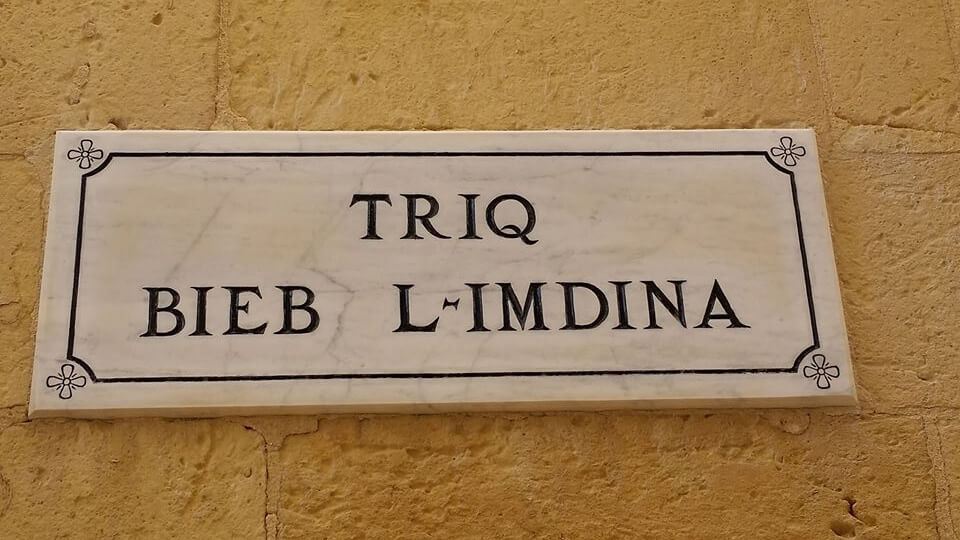 TRIQ
BIEB L-IMDINA